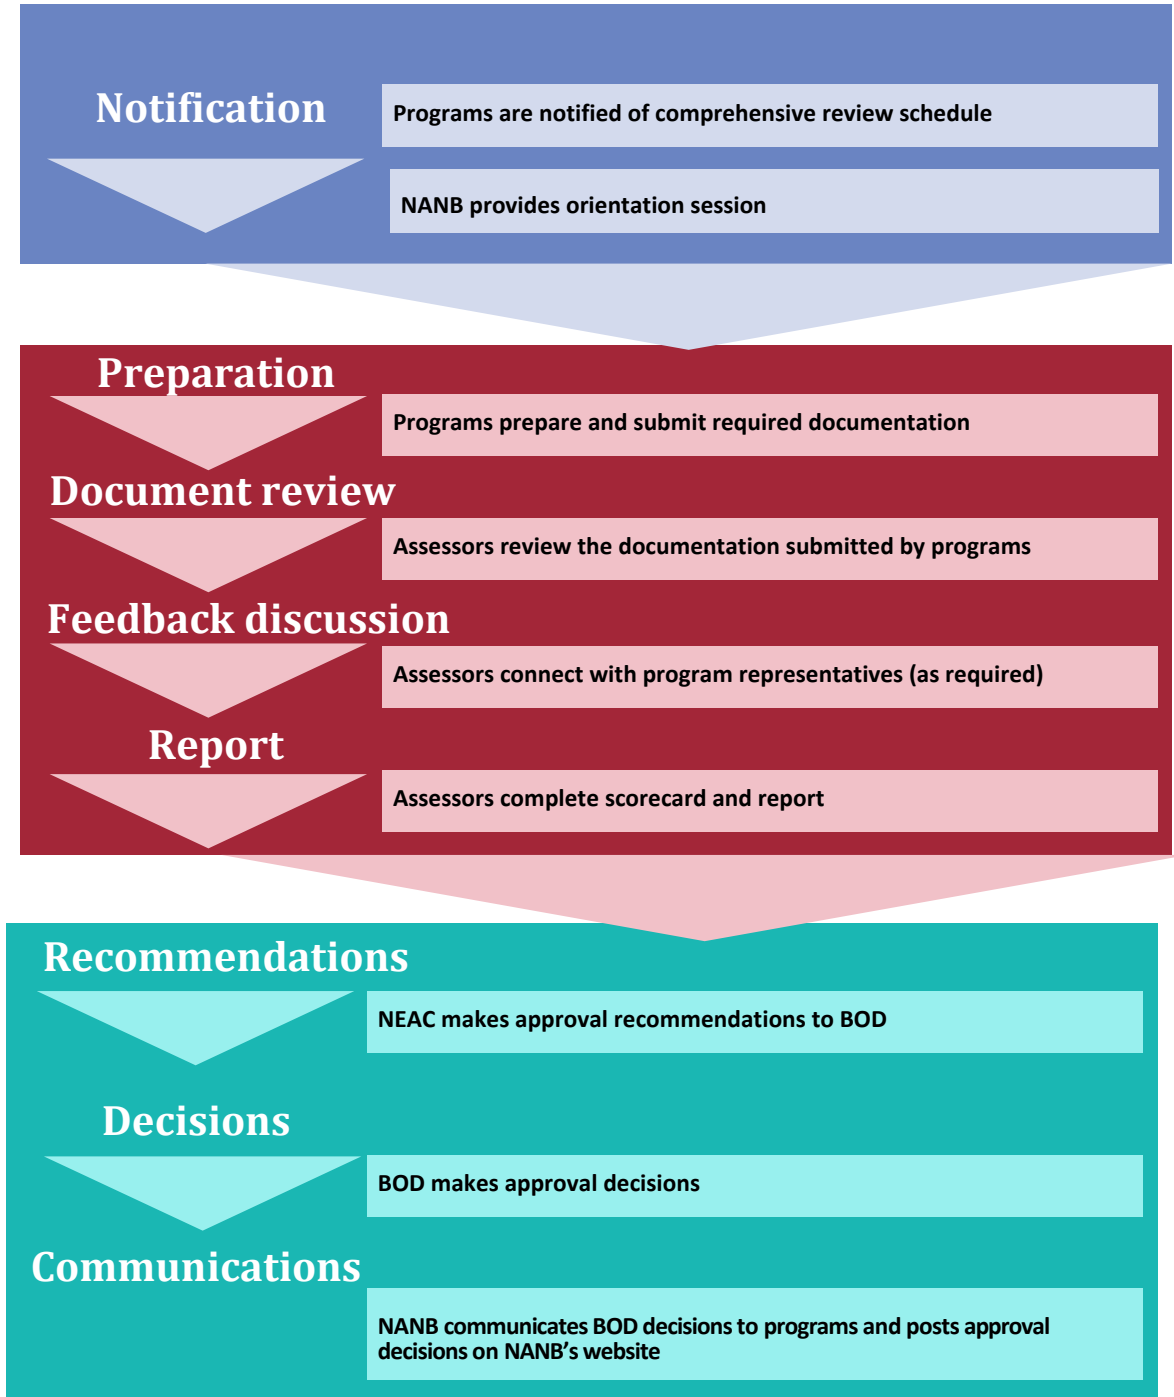 Notification
Programs are notified of comprehensive review schedule
NANB provides orientation session
Preparation
Programs prepare and submit required documentation
Document review
Assessors review the documentation submitted by programs
Feedback discussion
Assessors connect with program representatives (as required)
Report
Assessors complete scorecard and report
Recommendations
NEAC makes approval recommendations to BOD
Decisions
BOD makes approval decisions
Communications
NANB communicates BOD decisions to programs and posts approval
decisions on NANB's website